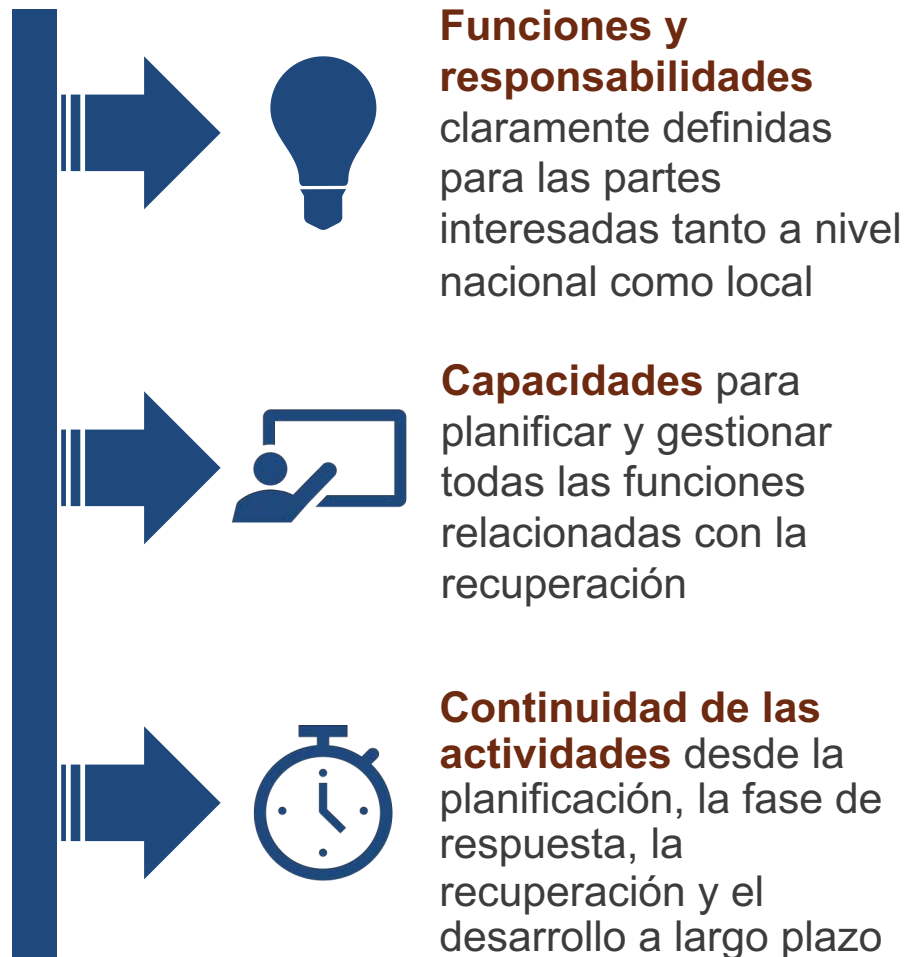 Funciones y
responsabilidades
claramente definidas
para las partes
interesadas tanto a nivel
nacional como local
Capacidades para
planificar y gestionar
todas las funciones
relacionadas con la
recuperación
Continuidad de las
actividades desde la
planificación, la fase de
respuesta, la
recuperación y el
desarrollo a largo plazo